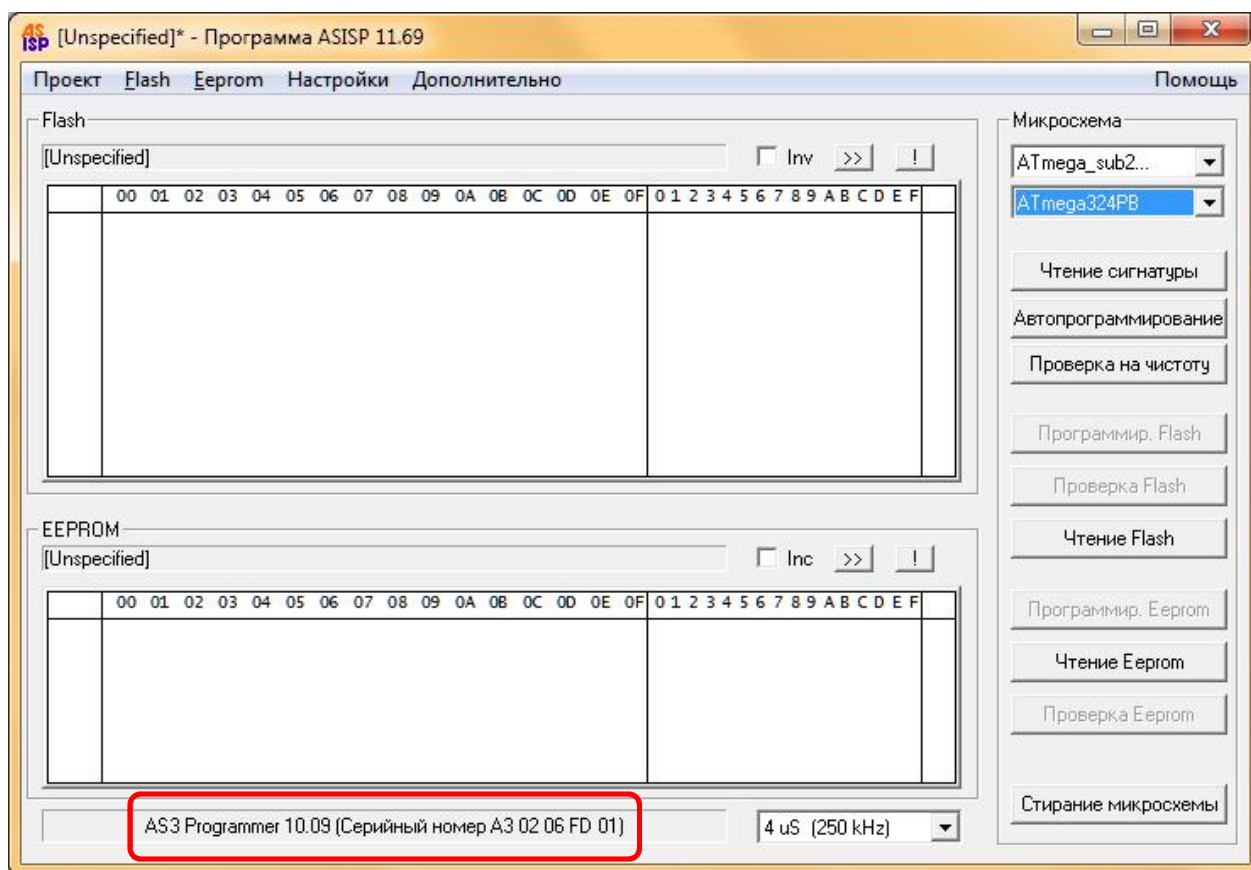 AS ISP [Unspecified]* - Программа ASISP 11.69
Проект Flash Eeprom Настройки Дополнительно Помощь
Flash
[Unspecified] Inv >> !
00 01 02 03 04 05 06 07 08 09 0A 0B 0C 0D 0E 0F 0 1 2 3 4 5 6 7 8 9 A B C D E F
EEPROM
[Unspecified] Inc >> !
00 01 02 03 04 05 06 07 08 09 0A 0B 0C 0D 0E 0F 0 1 2 3 4 5 6 7 8 9 A B C D E F
AS3 Programmer 10.09 (Серийный номер A3 02 06 FD 01) 4 uS (250 kHz)
Микросхема
ATmega_sub2...
ATmega324PB
Чтение сигнатуры
Автопрограммирование
Проверка на чистоту
Программир. Flash
Проверка Flash
Чтение Flash
Программир. Eeprom
Чтение Eeprom
Проверка Eeprom
Стирание микросхемы